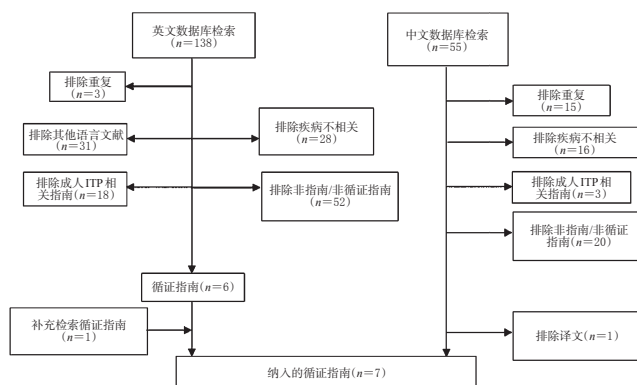 英文数据库检索
(n=138)
中文数据库检索
(n=55)
排除重复
(n=3)
排除重复
(n=15)
排除其他语言文献
(n=31)
排除疾病不相关
(n=28)
排除疾病不相关
(n=16)
排除成人ITP相
关指南(n=18)
排除非指南/非循证指南
(n=52)
排除成人ITP相
关指南(n=3)
排除非指南/非循证
指南(n=20)
循证指南(n=6)
补充检索循证指南
(n=1)
排除译文(n=1)
纳入的循证指南(n=7)